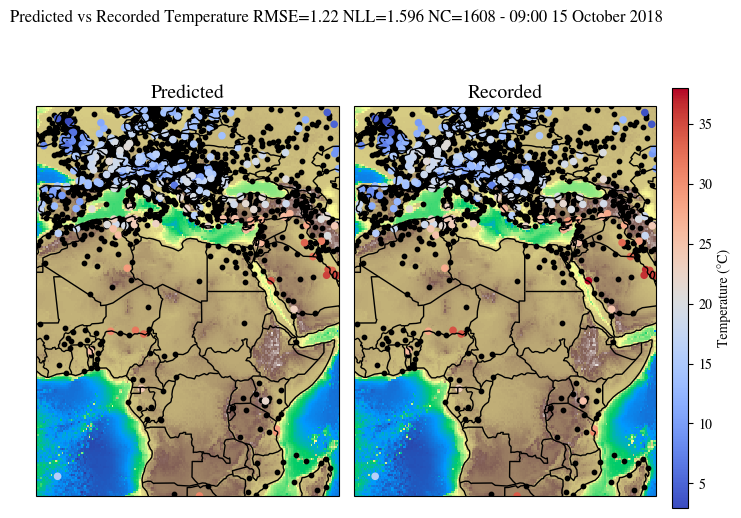 Predicted vs Recorded Temperature RMSE=1.22 NLL=1.596 NC=1608 - 09:00 15 October 2018
Predicted
Recorded
35
30
25
20
15
10
5
Temperature (°C)